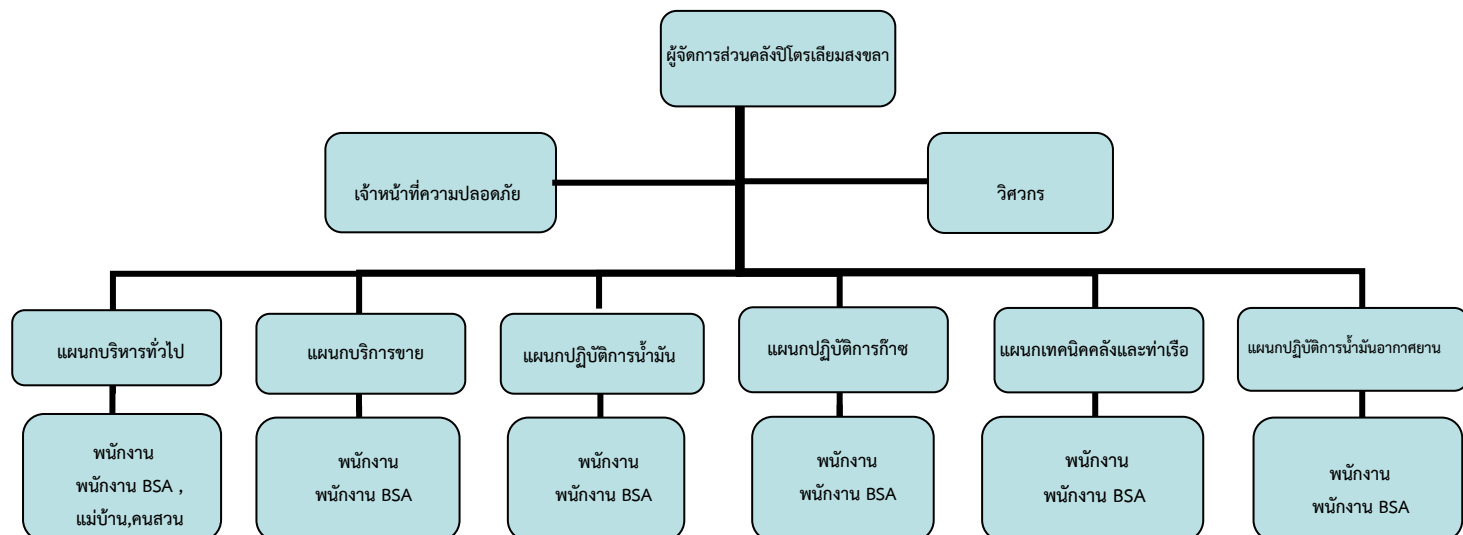 ผู้จัดการส่วนคลังปิโตรเลียมสงขลา
เจ้าหน้าที่ความปลอดภัย
วิศวกร
แผนกบริหารทั่วไป
แผนกบริการขาย
แผนกปฏิบัติการน้ำมัน
แผนกปฏิบัติการก๊าซ
แผนกเทคนิคคลังและท่าเรือ
แผนกปฏิบัติการน้ำมันอากาศยาน
พนักงาน
พนักงาน BSA ,
แม่บ้าน,คนสวน
พนักงาน
พนักงาน BSA
พนักงาน
พนักงาน BSA
พนักงาน
พนักงาน BSA
พนักงาน
พนักงาน BSA
พนักงาน
พนักงาน BSA